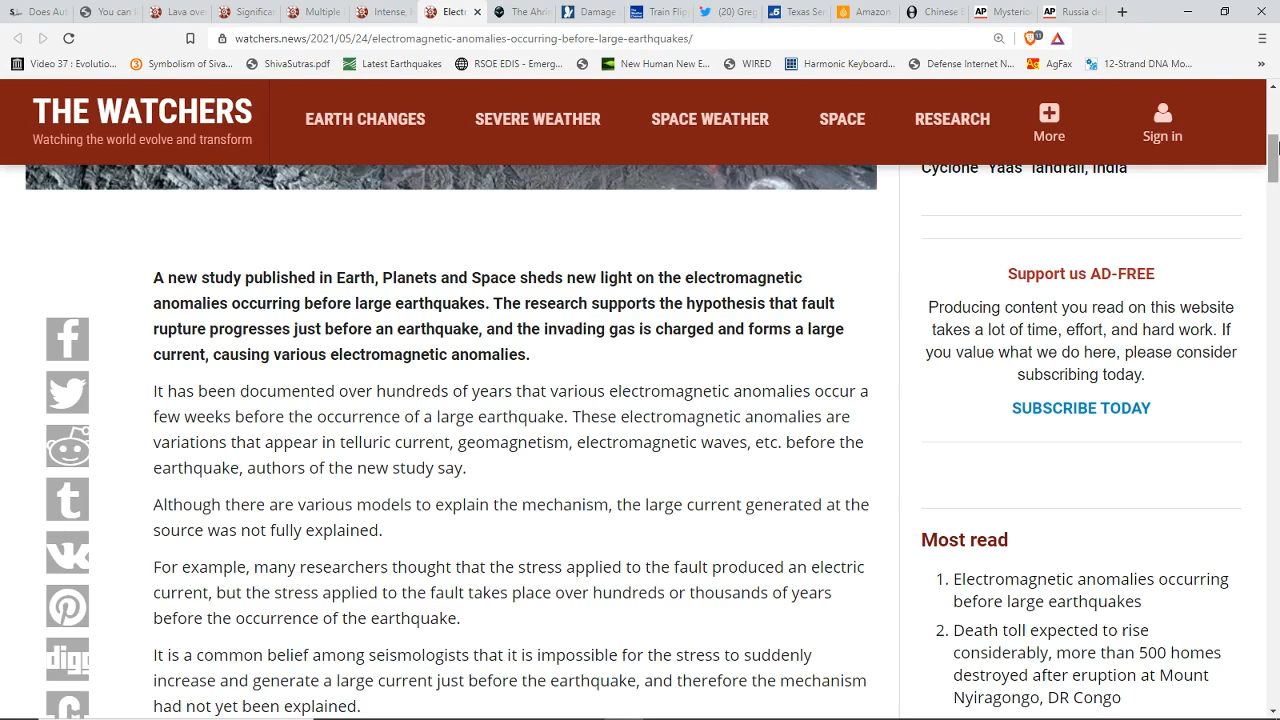 Does Aut
You can
Lava ove
Significa
Multiple
Intense,
Elect
The Ahri
Damage
Train Flip
(20) Greg
Texas Se
Amazon
Chinese
Mysterio
Russia de
watchers.news/2021/05/24/electromagnetic-anomalies-occurring-before-large-earthquakes/
Video 37 : Evolutio...
Symbolism of Siva...
ShivaSutras.pdf
Latest Earthquakes
RSOE EDIS - Emerg...
New Human New E...
WIRED
Harmonic Keyboard...
Defense Internet N...
AgFax
12-Strand DNA Mo...
THE WATCHERS
Watching the world evolve and transform
EARTH CHANGES
SEVERE WEATHER
SPACE WEATHER
SPACE
RESEARCH
More
Sign in
A new study published in Earth, Planets and Space sheds new light on the electromagnetic
anomalies occurring before large earthquakes. The research supports the hypothesis that fault
rupture progresses just before an earthquake, and the invading gas is charged and forms a large
current, causing various electromagnetic anomalies.
It has been documented over hundreds of years that various electromagnetic anomalies occur a
few weeks before the occurrence of a large earthquake. These electromagnetic anomalies are
variations that appear in telluric current, geomagnetism, electromagnetic waves, etc. before the
earthquake, authors of the new study say.
Although there are various models to explain the mechanism, the large current generated at the
source was not fully explained.
For example, many researchers thought that the stress applied to the fault produced an electric
current, but the stress applied to the fault takes place over hundreds or thousands of years
before the occurrence of the earthquake.
It is a common belief among seismologists that it is impossible for the stress to suddenly
increase and generate a large current just before the earthquake, and therefore the mechanism
had not yet been explained.
digg
Cyclone "Yaas" landfall, India
Support us AD-FREE
Producing content you read on this website
takes a lot of time, effort, and hard work. If
you value what we do here, please consider
subscribing today.
SUBSCRIBE TODAY
Most read
1. Electromagnetic anomalies occurring
before large earthquakes
2. Death toll expected to rise
considerably, more than 500 homes
destroyed after eruption at Mount
Nyiragongo, DR Congo